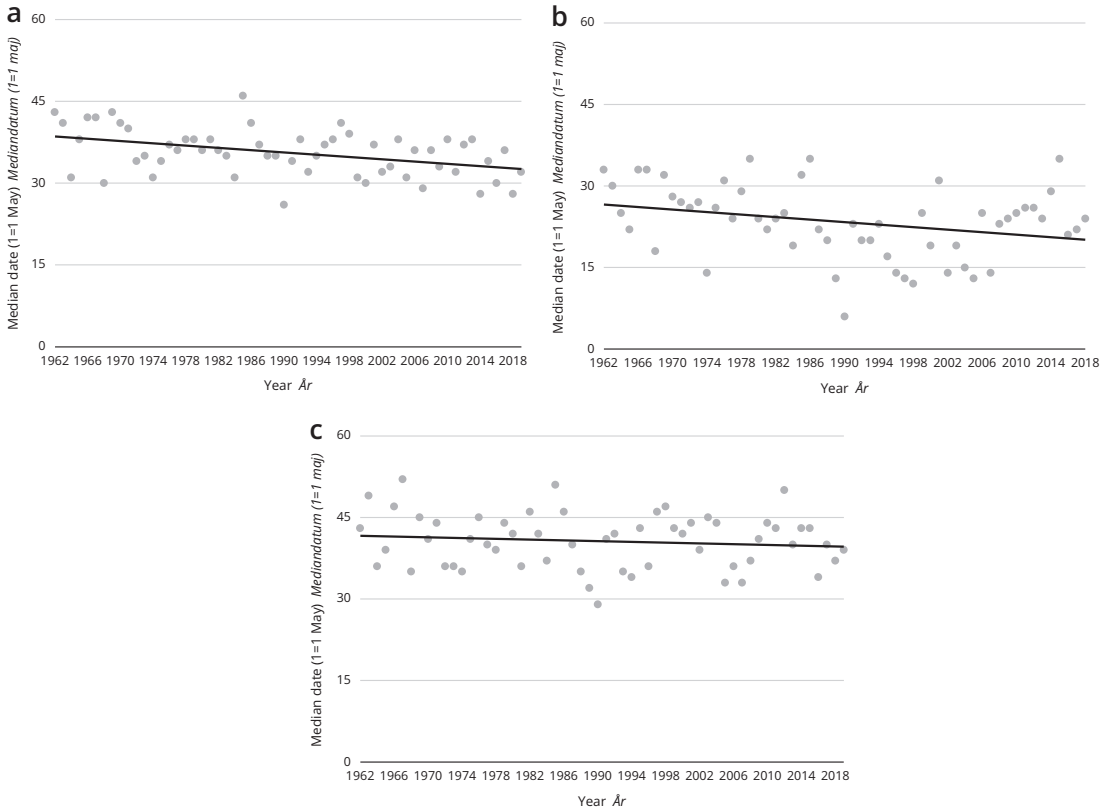 a
60
45
30
15
0
Median date (1=1 May) Mediandatum (1=1 maj)
1962 1966 1970 1974 1978 1982 1986 1990 1994 1998 2002 2006 2010 2014 2018
Year År
b
60
45
30
15
0
Median date (1=1 May) Mediandatum (1=1 maj)
1962 1966 1970 1974 1978 1982 1986 1990 1994 1998 2002 2006 2010 2014 2018
Year År
c
60
45
30
15
0
Median date (1=1 May) Mediandatum (1=1 maj)
1962 1966 1970 1974 1978 1982 1986 1990 1994 1998 2002 2006 2010 2014 2018
Year År